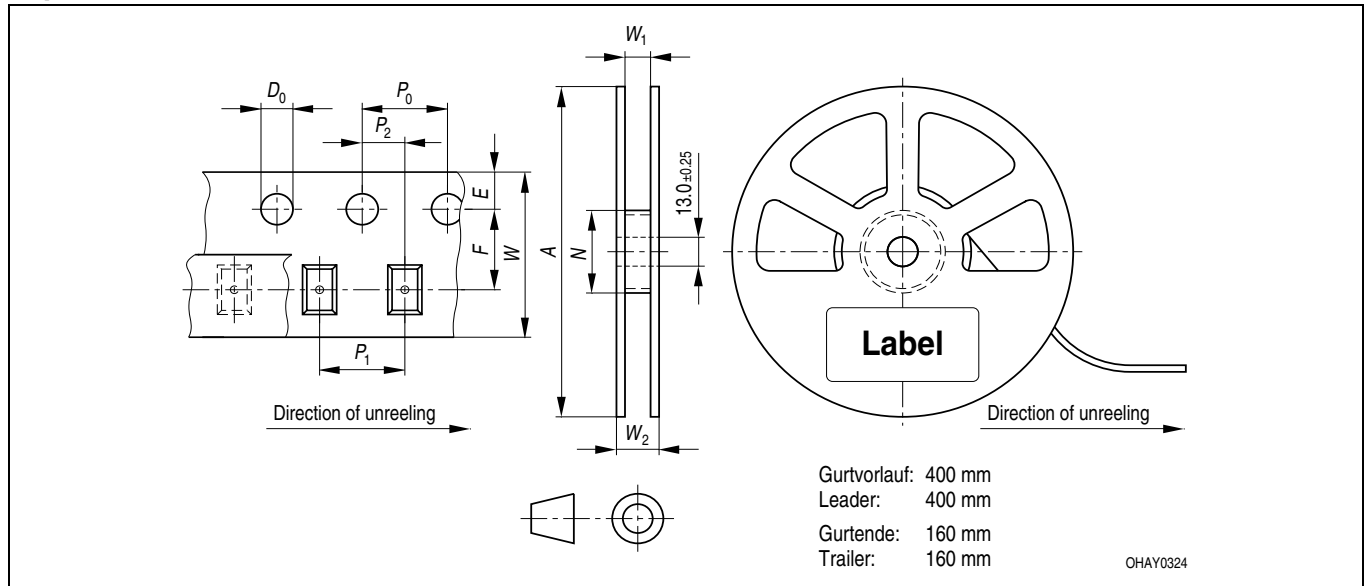 W1
D0
P0
P2
E
F
W
A
N
13.0±0.25
P1
W2
Label
Direction of unreeling
Direction of unreeling
Gurtvorlauf: 400 mm
Leader: 400 mm
Gurtende: 160 mm
Trailer: 160 mm
OHAY0324